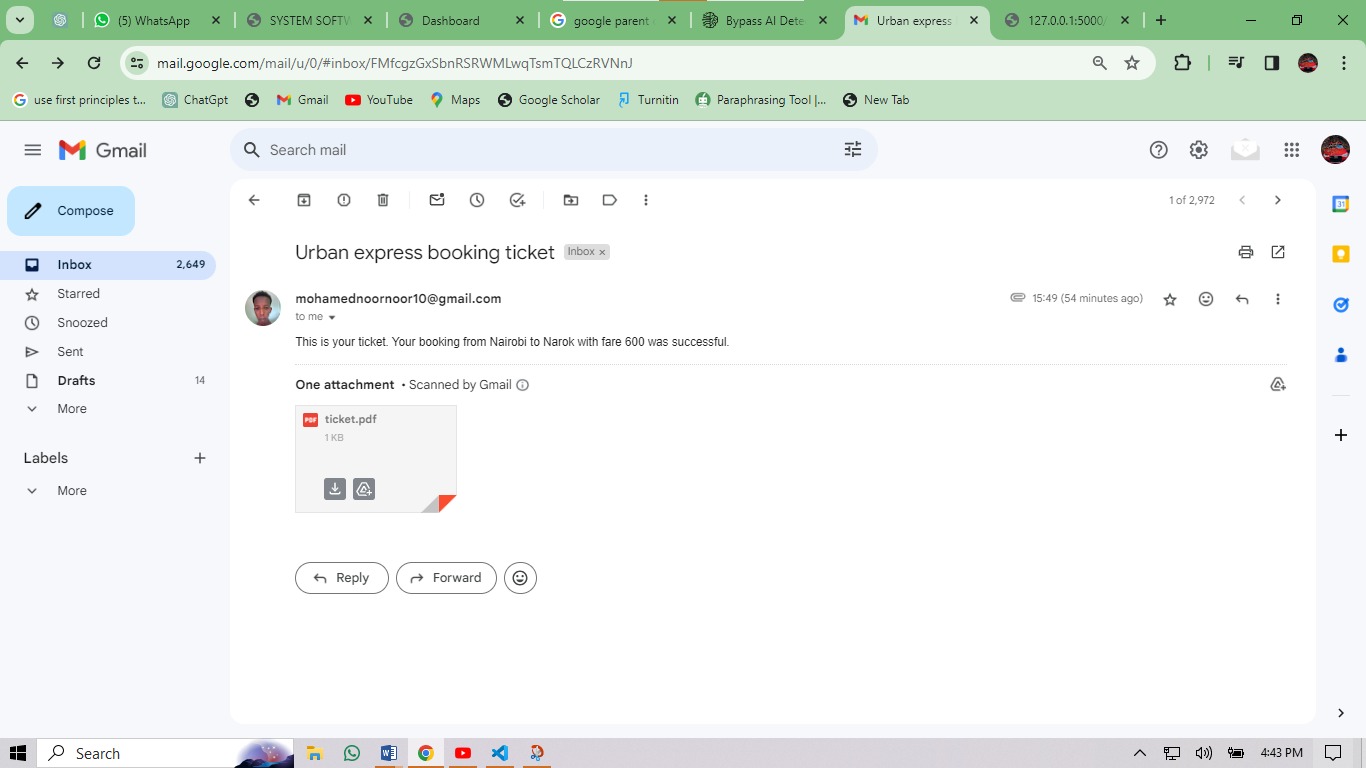 (5) WhatsApp
SYSTEM SOFTW
Dashboard
google parent c
Bypass AI Dete
Urban express
127.0.0.1:5000/
mail.google.com/mail/u/0/#inbox/FMfcgzGxSbnRSRWMLwqTsmTQLCzRVNnJ
use first principles t...
ChatGpt
Gmail
YouTube
Maps
Google Scholar
Turnitin
Paraphrasing Tool |...
New Tab
Gmail
Search mail
Compose
1 of 2,972
Urban express booking ticket
Inbox ×
Inbox 2,649
Starred
Snoozed
Sent
Drafts 14
More
Labels
More
mohamednoornoor10@gmail.com
15:49 (54 minutes ago)
to me
This is your ticket. Your booking from Nairobi to Narok with fare 600 was successful.
One attachment • Scanned by Gmail
PDF ticket.pdf
1 KB
Reply
Forward
Search
4:43 PM